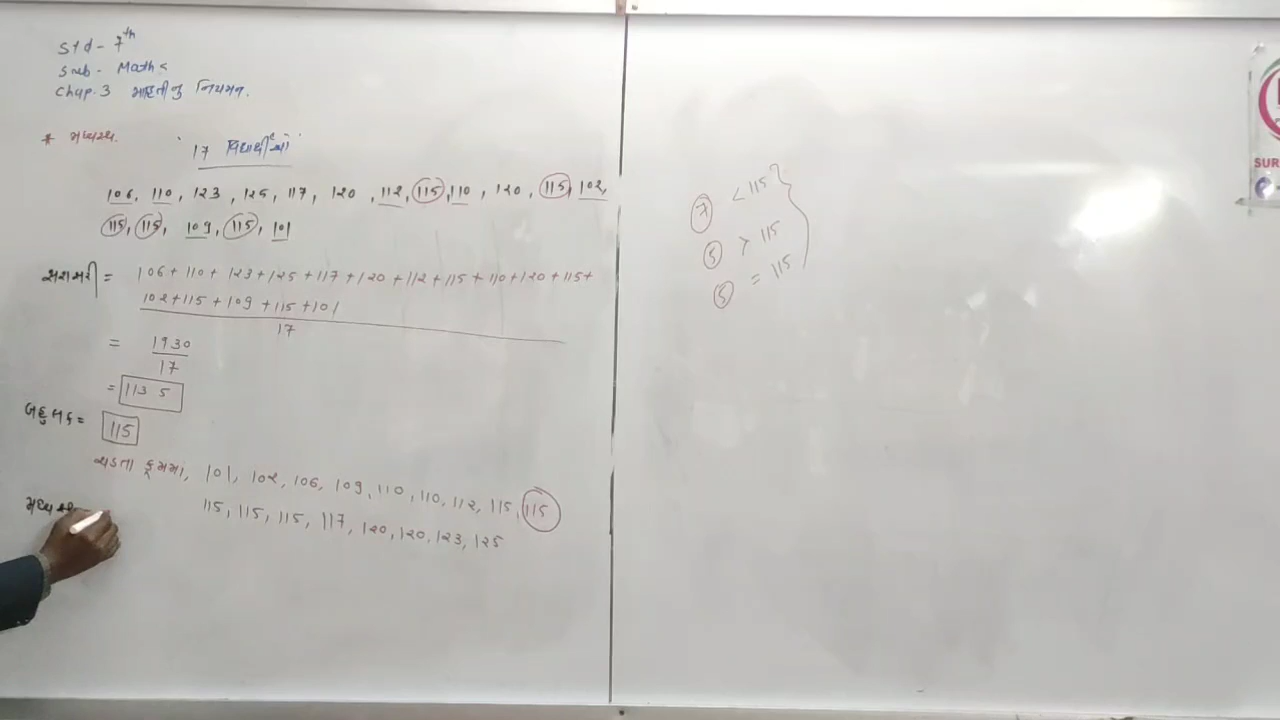 Std - 7th
Sub - Maths
Chap. 3 માહિતીનું નિયમન.
* મધ્યસ્થ.
17 વિદ્યાર્થીઓ
106, 110, 123, 125, 117, 120, 112, 115, 110, 120, 115, 102,
115, 115, 109, 115, 101
સરાસરી = 106+110+123+125+117+120+112+115+110+120+115+
102+115+109+115+101
17
= 1930
17
= 113 5
બહુલક = 115
ચડતા ક્રમમાં, 101, 102, 106, 109, 110, 110, 112, 115, 115
115, 115, 115, 117, 120, 120, 123, 125
7 < 115
5 > 115
5 = 115
SUR